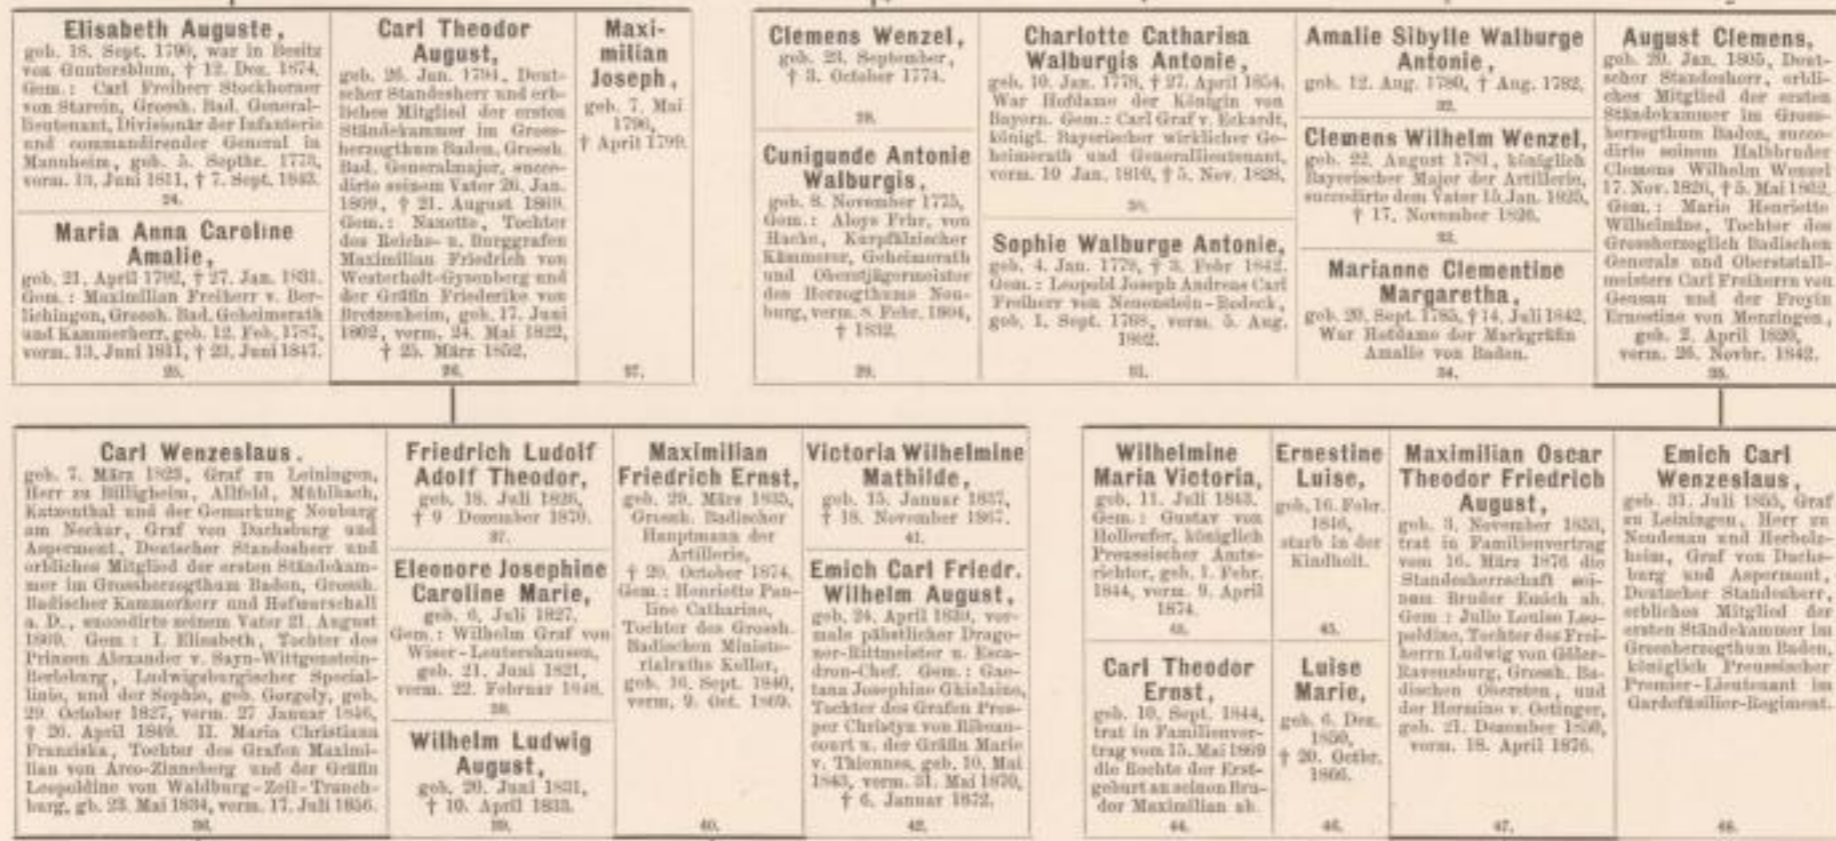 Elisabeth Auguste,
geb. 18. Sept. 1790, war in Besitz
von Guntersblum, † 12. Dez. 1874.
Gem.: Carl Freiherr Stockhorner
von Starein, Grossh. Bad. General-
lieutenant, Divisionär der Infanterie
und commandirender General in
Mannheim, geb. 5. Septbr. 1773,
verm. 13. Juni 1811, † 7. Sept. 1843.
24.
Maria Anna Caroline
Amalie,
geb. 21. April 1792, † 27. Jan. 1831.
Gem.: Maximilian Freiherr v. Ber-
lichingen, Grossh. Bad. Geheimerath
und Kammerherr, geb. 12. Feb. 1787,
verm. 13. Juni 1811, † 23. Juni 1847.
25.
Carl Theodor
August,
geb. 26. Jun. 1794, Deut-
scher Standesherr und erb-
liches Mitglied der ersten
Ständekammer im Gross-
herzogthum Baden, Grossh.
Bad. Generalmajor, succe-
dirte seinem Vater 26. Jan.
1809, † 21. August 1869.
Gem.: Nanette, Tochter
des Reichs- u. Burggrafen
Maximilian Friedrich von
Westerholt-Gysenberg und
der Gräfin Friederike von
Bretzenheim, geb. 17. Juni
1802, verm. 24. Mai 1822,
† 25. März 1852.
26.
Maxi-
milian
Joseph,
geb. 7. Mai
1796,
† April 1799.
27.
Clemens Wenzel,
geb. 23. September,
† 3. October 1774.
28.
Cunigunde Antonie
Walburgis,
geb. 8. November 1775,
Gem.: Aloys Frhr. von
Hacke, Kurpfälzischer
Kämmerer, Geheimerath
und Oberstjägermeister
des Herzogthums Neu-
burg, verm. 8. Febr. 1804,
† 1832.
29.
Charlotte Catharina
Walburgis Antonie,
geb. 10. Jan. 1778, † 27. April 1854.
War Hofdame der Königin von
Bayern. Gem.: Carl Graf v. Eckardt,
königl. Bayerischer wirklicher Ge-
heimerath und Generallieutenant,
verm. 10 Jan. 1810, † 5. Nov. 1828.
30.
Sophie Walburge Antonie,
geb. 4. Jan. 1779, † 3. Febr 1842.
Gem.: Leopold Joseph Andreas Carl
Freiherr von Neuenstein-Rodeck,
geb. 1. Sept. 1768, verm. 5. Aug.
1802.
31.
Amalie Sibylle Walburge
Antonie,
geb. 12. Aug. 1780, † Aug. 1782.
32.
Clemens Wilhelm Wenzel,
geb. 22. August 1781, königlich
Bayerischer Major der Artillerie,
succedirte dem Vater 15. Jan. 1825,
† 17. November 1826.
33.
Marianne Clementine
Margaretha,
geb. 20. Sept. 1785, † 14. Juli 1842.
War Hofdame der Markgräfin
Amalie von Baden.
34.
August Clemens,
geb. 20. Jan. 1805, Deut-
scher Standesherr, erbli-
ches Mitglied der ersten
Ständekammer im Gross-
herzogthum Baden, succe-
dirte seinem Halbbruder
Clemens Wilhelm Wenzel
17. Nov. 1826, † 5. Mai 1862.
Gem.: Marie Henriette
Wilhelmine, Tochter des
Grossherzoglich Badischen
Generals und Oberststall-
meisters Carl Freiherrn von
Geusau und der Freyin
Ernestine von Menzingen,
geb. 2. April 1820,
verm. 26. Novbr. 1842.
35.
Carl Wenzeslaus,
geb. 7. März 1823, Graf zu Leiningen,
Herr zu Billigheim, Allfeld, Mühlbach,
Katzenthal und der Gemarkung Neuburg
am Neckar, Graf von Dachsburg und
Aspermont, Deutscher Standesherr und
erbliches Mitglied der ersten Ständekam-
mer im Grossherzogthum Baden, Grossh.
Badischer Kammerherr und Hofmarschall
a. D., succedirte seinem Vater 21. August
1869. Gem: I. Elisabeth, Tochter des
Prinzen Alexander v. Sayn-Wittgenstein-
Berleburg, Ludwigsburgischer Special-
linie, und der Sophie, geb. Gergely, geb.
29. October 1827, verm. 27 Januar 1846,
† 20. April 1849. II. Maria Christiana
Franziska, Tochter des Grafen Maximi-
lian von Arco-Zinneberg und der Gräfin
Leopoldine von Waldburg-Zeil-Trauch-
burg, gb. 23. Mai 1834, verm. 17. Juli 1856.
36.
Friedrich Ludolf
Adolf Theodor,
geb. 18. Juli 1826,
† 9 Dezember 1870.
37.
Eleonore Josephine
Caroline Marie,
geb. 6. Juli 1827.
Gem.: Wilhelm Graf von
Wiser-Leutershausen,
geb. 21. Juni 1821,
verm. 22. Februar 1848.
38.
Wilhelm Ludwig
August,
geb. 20. Juni 1831,
† 10. April 1833.
39.
Maximilian
Friedrich Ernst,
geb. 29. März 1835,
Grossh. Badischer
Hauptmann der
Artillerie,
† 20. October 1874.
Gem: Henriette Pau-
line Catharine,
Tochter des Grossh.
Badischen Ministe-
rialraths Keller,
geb. 16. Sept. 1840,
verm. 9. Oct. 1869.
40.
Victoria Wilhelmine
Mathilde,
geb. 15. Januar 1837,
† 18. November 1867.
41.
Emich Carl Friedr.
Wilhelm August,
geb. 24. April 1839, vor-
mals päbstlicher Drago-
ner-Rittmeister u. Esca-
dron-Chef. Gem.: Gae-
tana Josephine Ghislaine,
Tochter des Grafen Pros-
per Christyn von Ribeau-
court u. der Gräfin Marie
v. Thiennes, geb. 10. Mai
1843, verm. 31. Mai 1870,
† 6. Januar 1872.
42.
Wilhelmine
Maria Victoria,
geb. 11. Juli 1843.
Gem.: Gustav von
Holleufer, königlich
Preussischer Amts-
richter, geb. 1. Febr.
1844, verm. 9. April
1874.
43.
Carl Theodor
Ernst,
geb. 10. Sept. 1844,
trat in Familienver-
trag vom 15. Mai 1869
die Rechte der Erst-
geburt an seinen Bru-
der Maximilian ab.
44.
Ernestine
Luise,
geb. 16. Febr.
1846,
starb in der
Kindheit.
45.
Luise
Marie,
geb. 6. Dez.
1850,
† 20. Octbr.
1866.
46.
Maximilian Oscar
Theodor Friedrich
August,
geb. 3. November 1853,
trat in Familienvertrag
vom 16. März 1876 die
Standesherrschaft sei-
nem Bruder Emich ab.
Gem: Julie Louise Leo-
poldine, Tochter des Frei-
herrn Ludwig von Göler-
Ravensburg, Grossh. Ba-
dischen Obersten, und
der Hermine v. Oetinger,
geb. 21. Dezember 1850,
verm. 18. April 1876.
47.
Emich Carl
Wenzeslaus,
geb. 31. Juli 1855, Graf
zu Leiningen, Herr zu
Neudenau und Herbolz-
heim, Graf von Dachs-
burg und Aspermont,
Deutscher Standesherr,
erbliches Mitglied der
ersten Ständekammer im
Grossherzogthum Baden,
königlich Preussischer
Premier-Lieutenant im
Gardefüsilier-Regiment.
48.